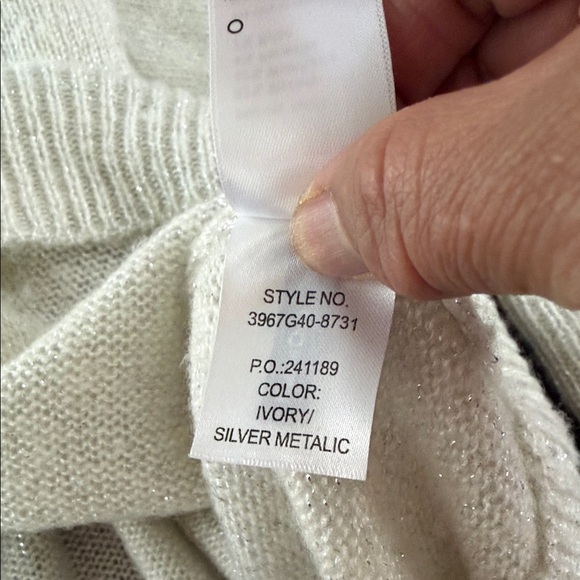 STYLE NO.
3967G40-8731
P.O.:241189
COLOR:
IVORY/
SILVER METALIC